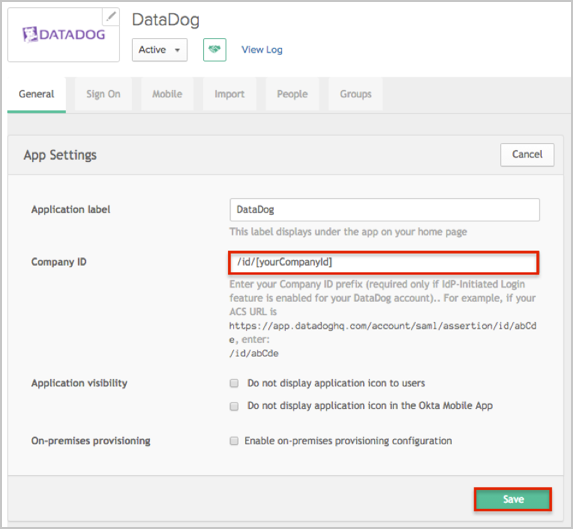 DATADOG
DataDog
Active
View Log
General
Sign On
Mobile
Import
People
Groups
App Settings
Cancel
Application label
DataDog
This label displays under the app on your home page
Company ID
/id/[yourCompanyId]
Enter your Company ID prefix (required only if IdP-Initiated Login
feature is enabled for your DataDog account).. For example, if your
ACS URL is
https://app.datadoghq.com/account/saml/assertion/id/abCd
e, enter:
/id/abCde
Application visibility
Do not display application icon to users
Do not display application icon in the Okta Mobile App
On-premises provisioning
Enable on-premises provisioning configuration
Save